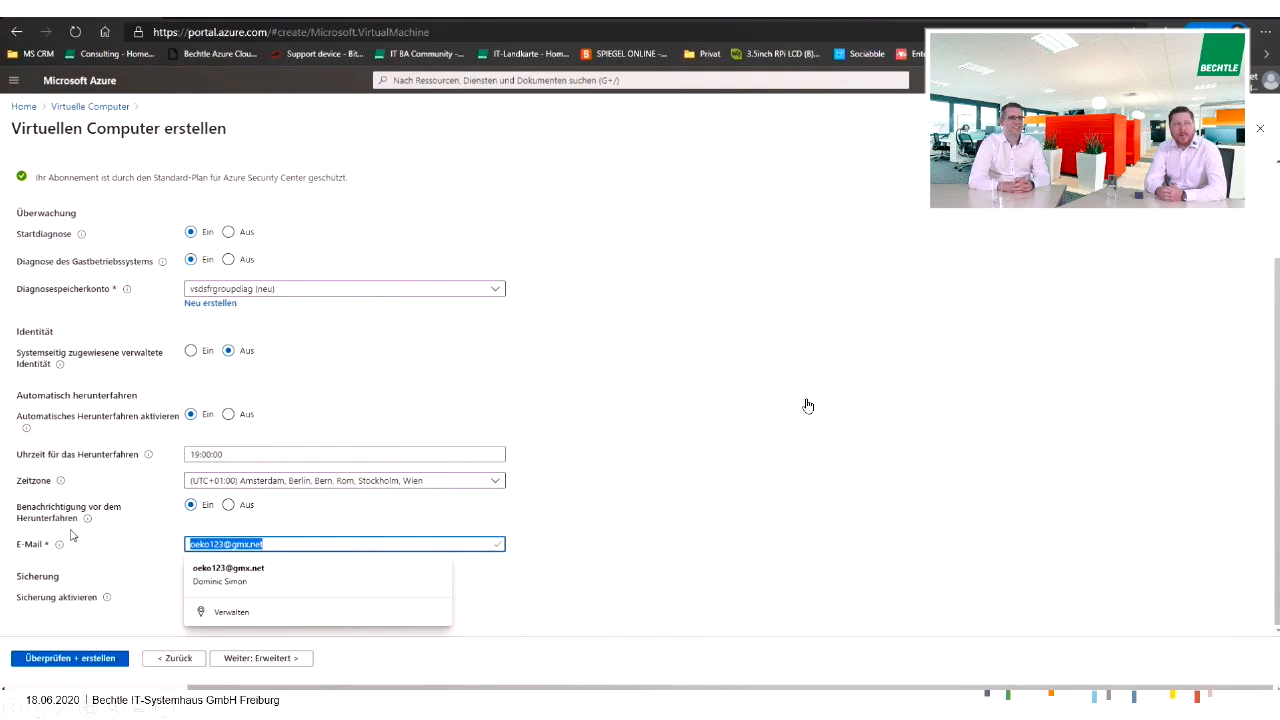 https://portal.azure.com/#create/Microsoft.VirtualMachine
MS CRM
Consulting - Home...
Bechtle Azure Cloud...
Support device - Bit...
IT BA Community -...
IT-Landkarte - Hom...
SPIEGEL ONLINE -...
Privat
3.5inch RPi LCD (B)...
Sociabble
Ente
Microsoft Azure
Nach Ressourcen, Diensten und Dokumenten suchen (G+/)
BECHTLE
Home > Virtuelle Computer >
Virtuellen Computer erstellen
Ihr Abonnement ist durch den Standard-Plan für Azure Security Center geschützt.
Überwachung
Startdiagnose Ein Aus
Diagnose des Gastbetriebssystems Ein Aus
Diagnosespeicherkonto * vsdsfrgroupdiag (neu)
Neu erstellen
Identität
Systemseitig zugewiesene verwaltete Identität Ein Aus
Automatisch herunterfahren
Automatisches Herunterfahren aktivieren Ein Aus
Uhrzeit für das Herunterfahren 19:00:00
Zeitzone (UTC+01:00) Amsterdam, Berlin, Bern, Rom, Stockholm, Wien
Benachrichtigung vor dem Herunterfahren Ein Aus
E-Mail * oeko123@gmx.net
oeko123@gmx.net
Dominic Simon
Verwalten
Sicherung
Sicherung aktivieren
Überprüfen + erstellen
< Zurück
Weiter: Erweitert >
18.06.2020 | Bechtle IT-Systemhaus GmbH Freiburg